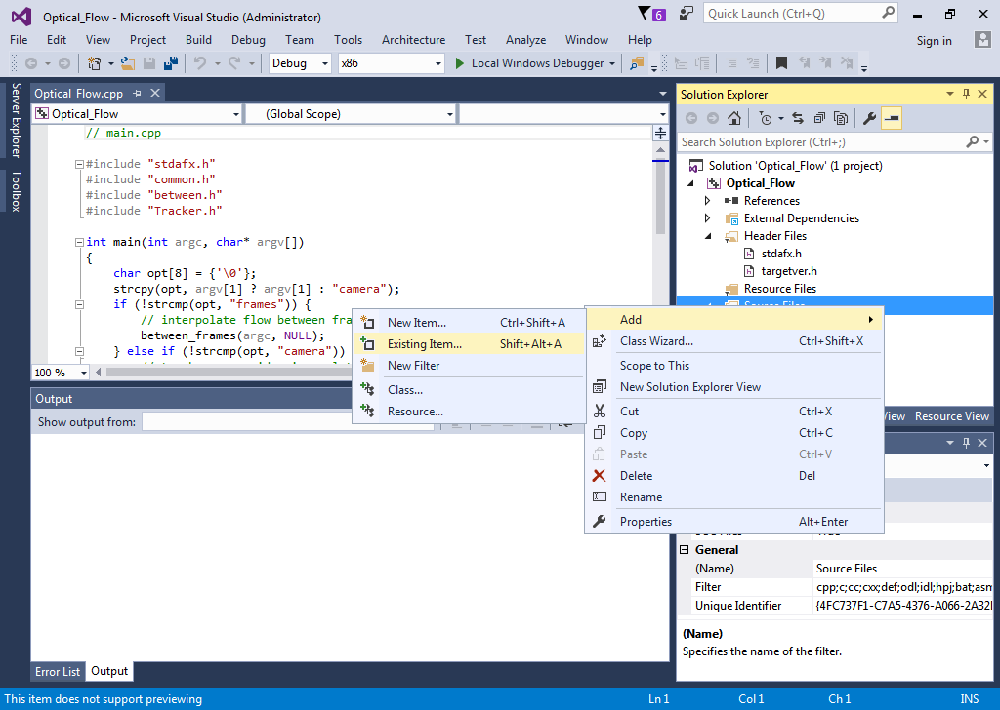 Optical_Flow - Microsoft Visual Studio (Administrator)
6
Quick Launch (Ctrl+Q)
File Edit View Project Build Debug Team Tools Architecture Test Analyze Window Help
Sign in
Debug
x86
Local Windows Debugger
Server Explorer
Toolbox
Optical_Flow.cpp
Optical_Flow
(Global Scope)
// main.cpp
#include "stdafx.h"
#include "common.h"
#include "between.h"
#include "Tracker.h"
int main(int argc, char* argv[])
{
char opt[8] = {'\0'};
strcpy(opt, argv[1] ? argv[1] : "camera");
if (!strcmp(opt, "frames")) {
// interpolate flow between fra
between_frames(argc, NULL);
} else if (!strcmp(opt, "camera"))
100 %
Output
Show output from:
Error List
Output
New Item... Ctrl+Shift+A
Existing Item... Shift+Alt+A
New Filter
Class...
Resource...
Add
Class Wizard... Ctrl+Shift+X
Scope to This
New Solution Explorer View
Cut Ctrl+X
Copy Ctrl+C
Paste Ctrl+V
Delete Del
Rename
Properties Alt+Enter
Solution Explorer
Search Solution Explorer (Ctrl+;)
Solution 'Optical_Flow' (1 project)
Optical_Flow
References
External Dependencies
Header Files
stdafx.h
targetver.h
Resource Files
View
Resource View
General
(Name) Source Files
Filter cpp;c;cc;cxx;def;odl;idl;hpj;bat;asm
Unique Identifier {4FC737F1-C7A5-4376-A066-2A32
(Name)
Specifies the name of the filter.
This item does not support previewing
Ln 1
Col 1
Ch 1
INS